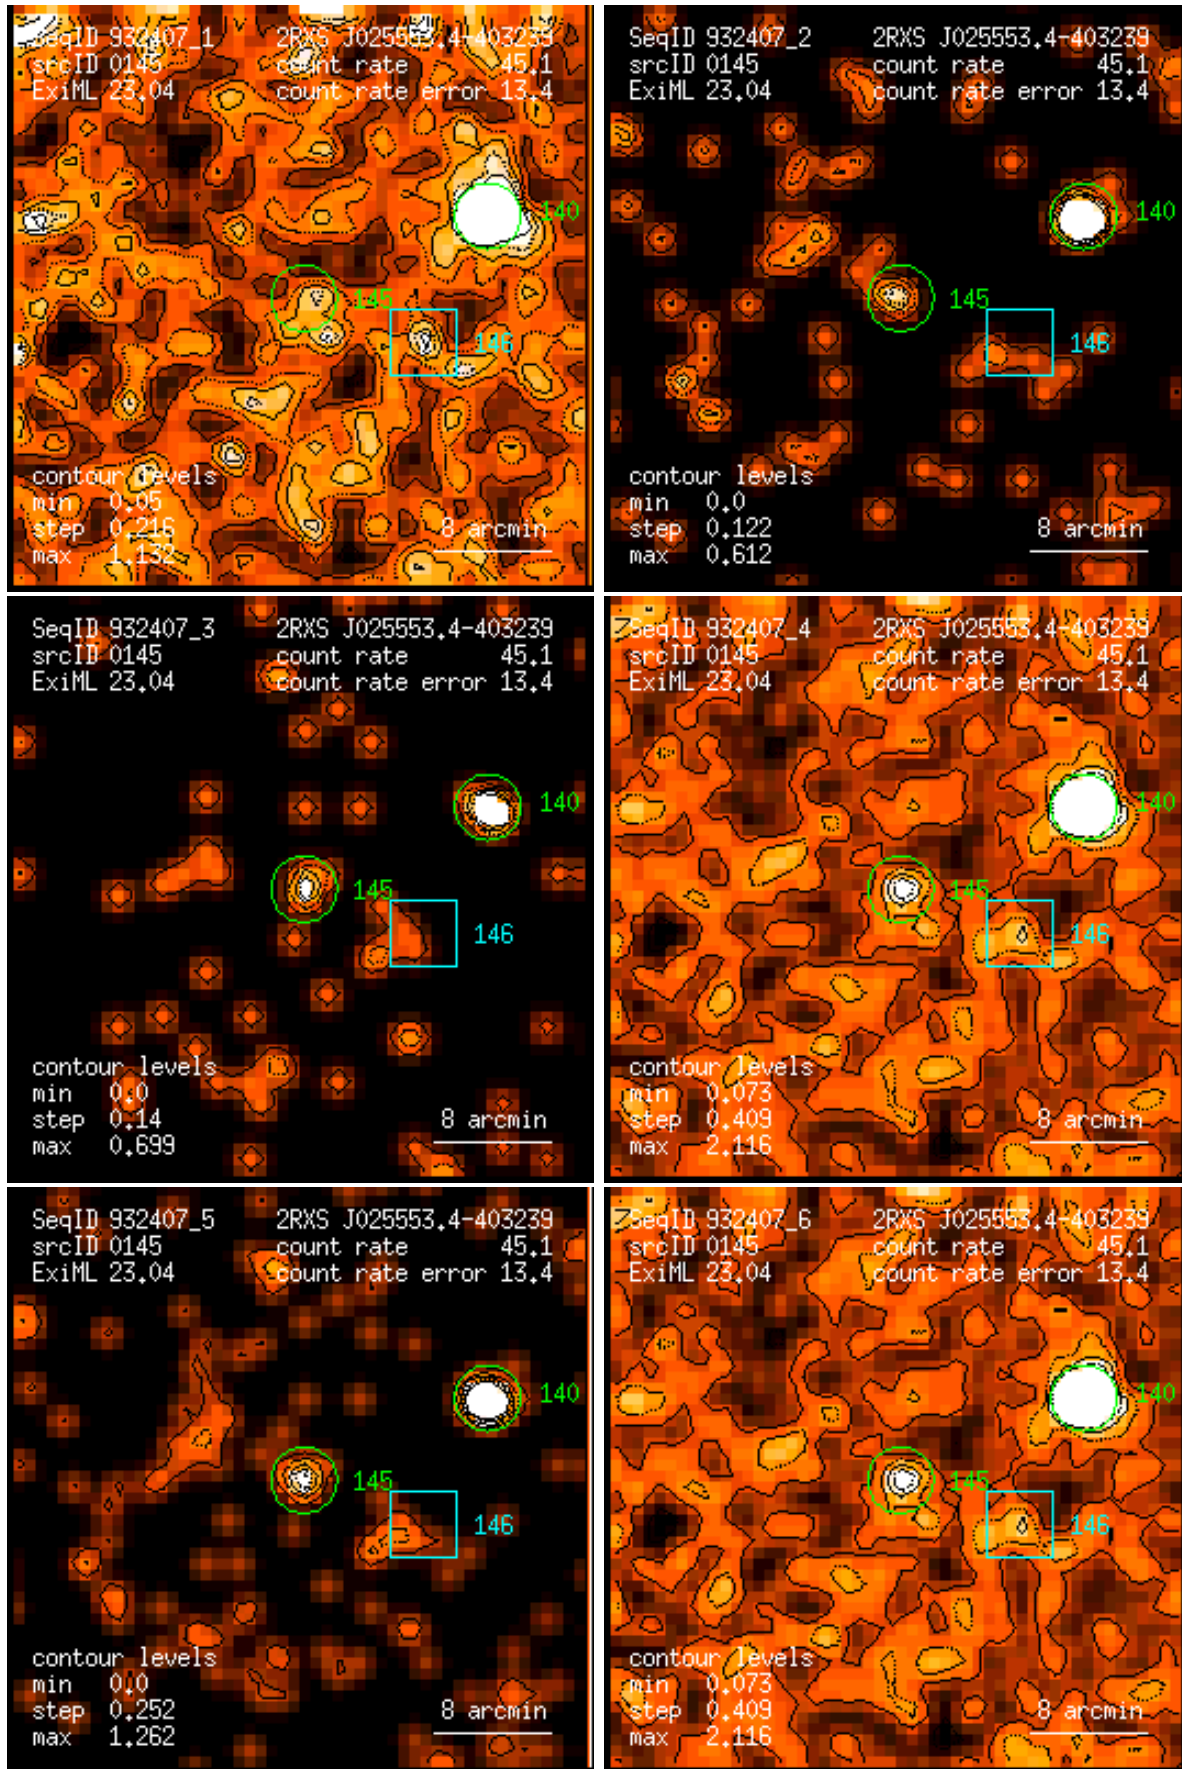 SeqID 932407_1 2RXS J025553.4-403239
srcID 0145 count rate 45.1
ExiML 23.04 count rate error 13.4
140
145
146
contour levels
min 0.05
step 0.216 8 arcmin
max 1.132
SeqID 932407_2 2RXS J025553.4-403239
srcID 0145 count rate 45.1
ExiML 23.04 count rate error 13.4
140
145
146
contour levels
min 0.0
step 0.122 8 arcmin
max 0.612
SeqID 932407_3 2RXS J025553.4-403239
srcID 0145 count rate 45.1
ExiML 23.04 count rate error 13.4
140
145
146
contour levels
min 0.0
step 0.14 8 arcmin
max 0.699
SeqID 932407_4 2RXS J025553.4-403239
srcID 0145 count rate 45.1
ExiML 23.04 count rate error 13.4
140
145
146
contour levels
min 0.073
step 0.409 8 arcmin
max 2.116
SeqID 932407_5 2RXS J025553.4-403239
srcID 0145 count rate 45.1
ExiML 23.04 count rate error 13.4
140
145
146
contour levels
min 0.0
step 0.252 8 arcmin
max 1.262
SeqID 932407_6 2RXS J025553.4-403239
srcID 0145 count rate 45.1
ExiML 23.04 count rate error 13.4
140
145
146
contour levels
min 0.073
step 0.409 8 arcmin
max 2.116